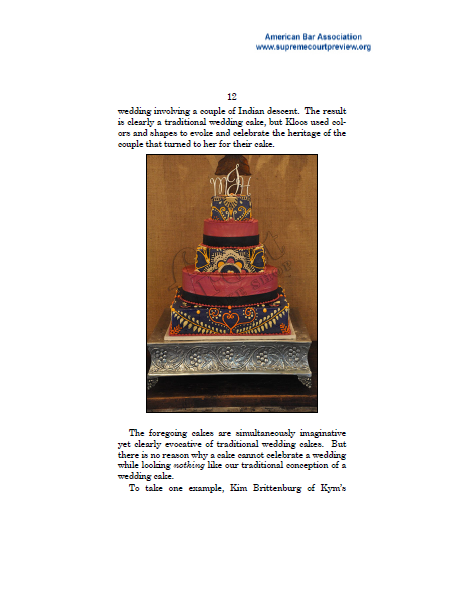 American Bar Association
www.supremecourtpreview.org
12
wedding involving a couple of Indian descent. The result
is clearly a traditional wedding cake, but Kloos used col-
ors and shapes to evoke and celebrate the heritage of the
couple that turned to her for their cake.
MJH
The foregoing cakes are simultaneously imaginative
yet clearly evocative of traditional wedding cakes. But
there is no reason why a cake cannot celebrate a wedding
while looking nothing like our traditional conception of a
wedding cake.
To take one example, Kim Brittenburg of Kym's